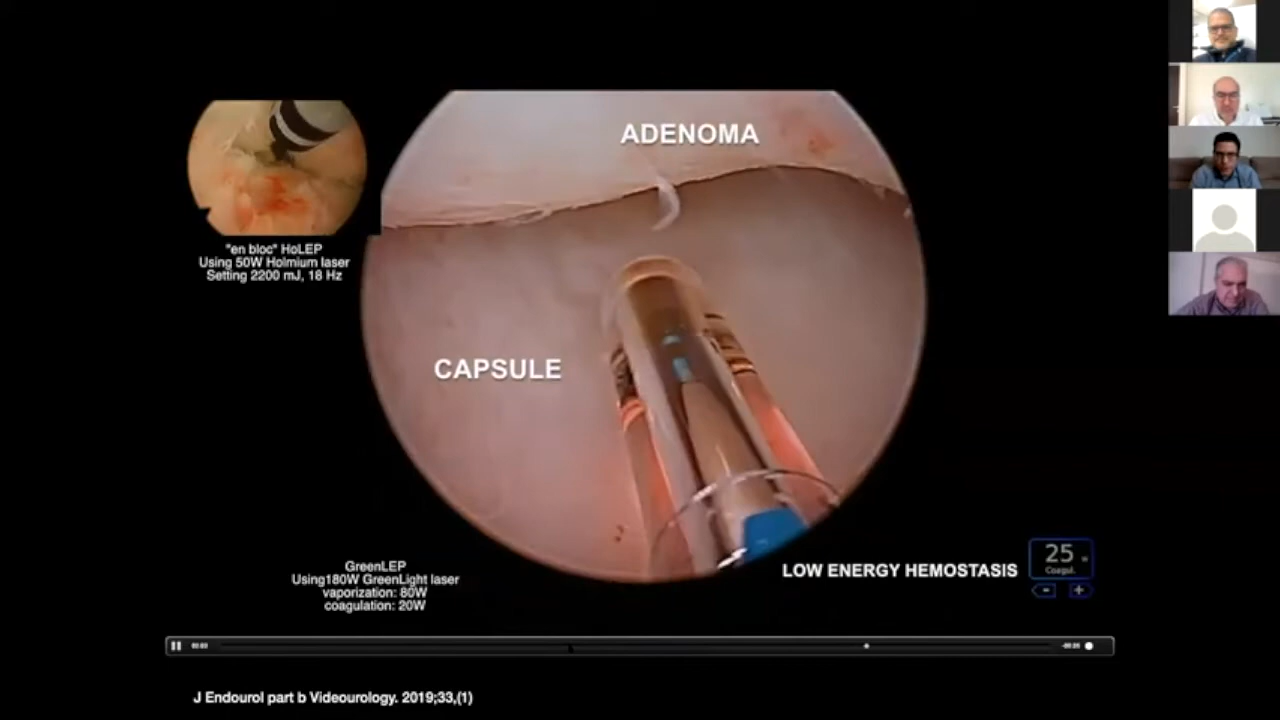 ADENOMA
"en bloc" HoLEP
Using 50W Holmium laser
Setting 2200 mJ, 18 Hz
CAPSULE
GreenLEP
Using180W GreenLight laser
vaporization: 80W
coagulation: 20W
LOW ENERGY HEMOSTASIS
25
Coagul.
J Endourol part b Videourology. 2019;33,(1)